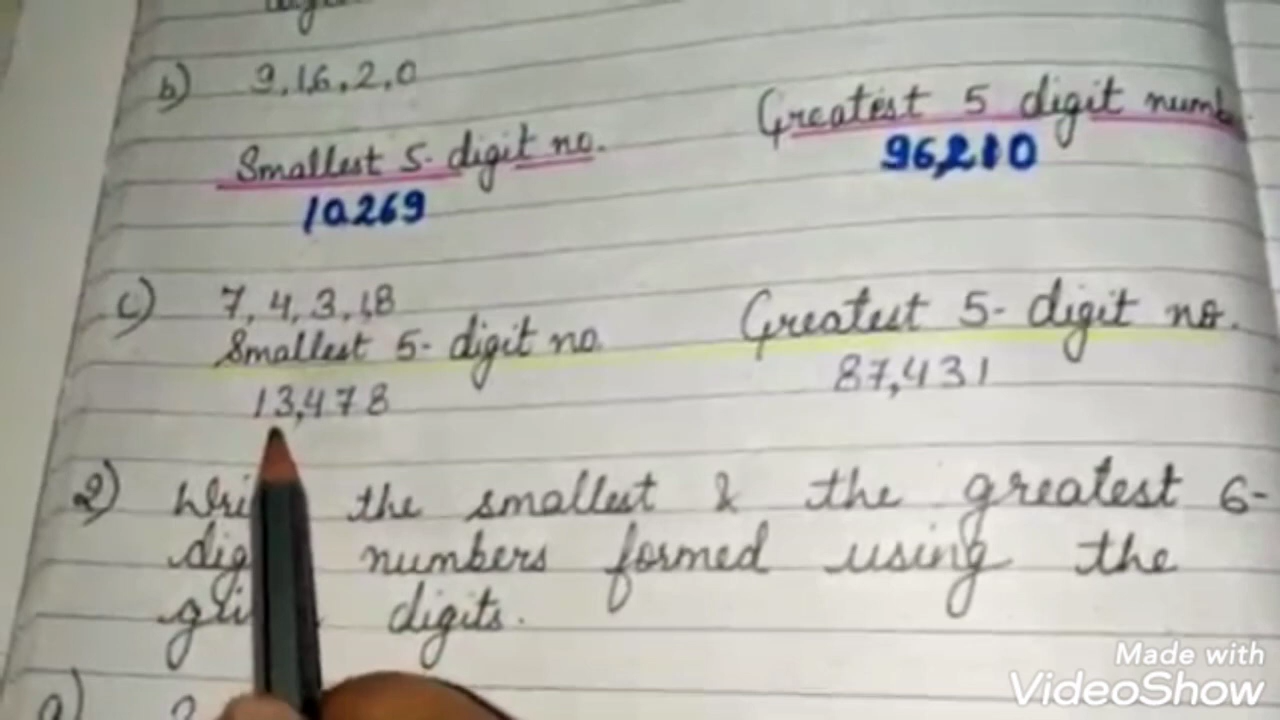 b) 9,1,6,2,0
Smallest 5-digit no. Greatest 5 digit
10269 96,210
c) 7, 4, 3, 1,8
Smallest 5-digit no. Greatest 5-digit no.
13,478 87,431
2) the smallest & the greatest 6-
numbers formed using the
digits.
a)
Made with
VideoShow